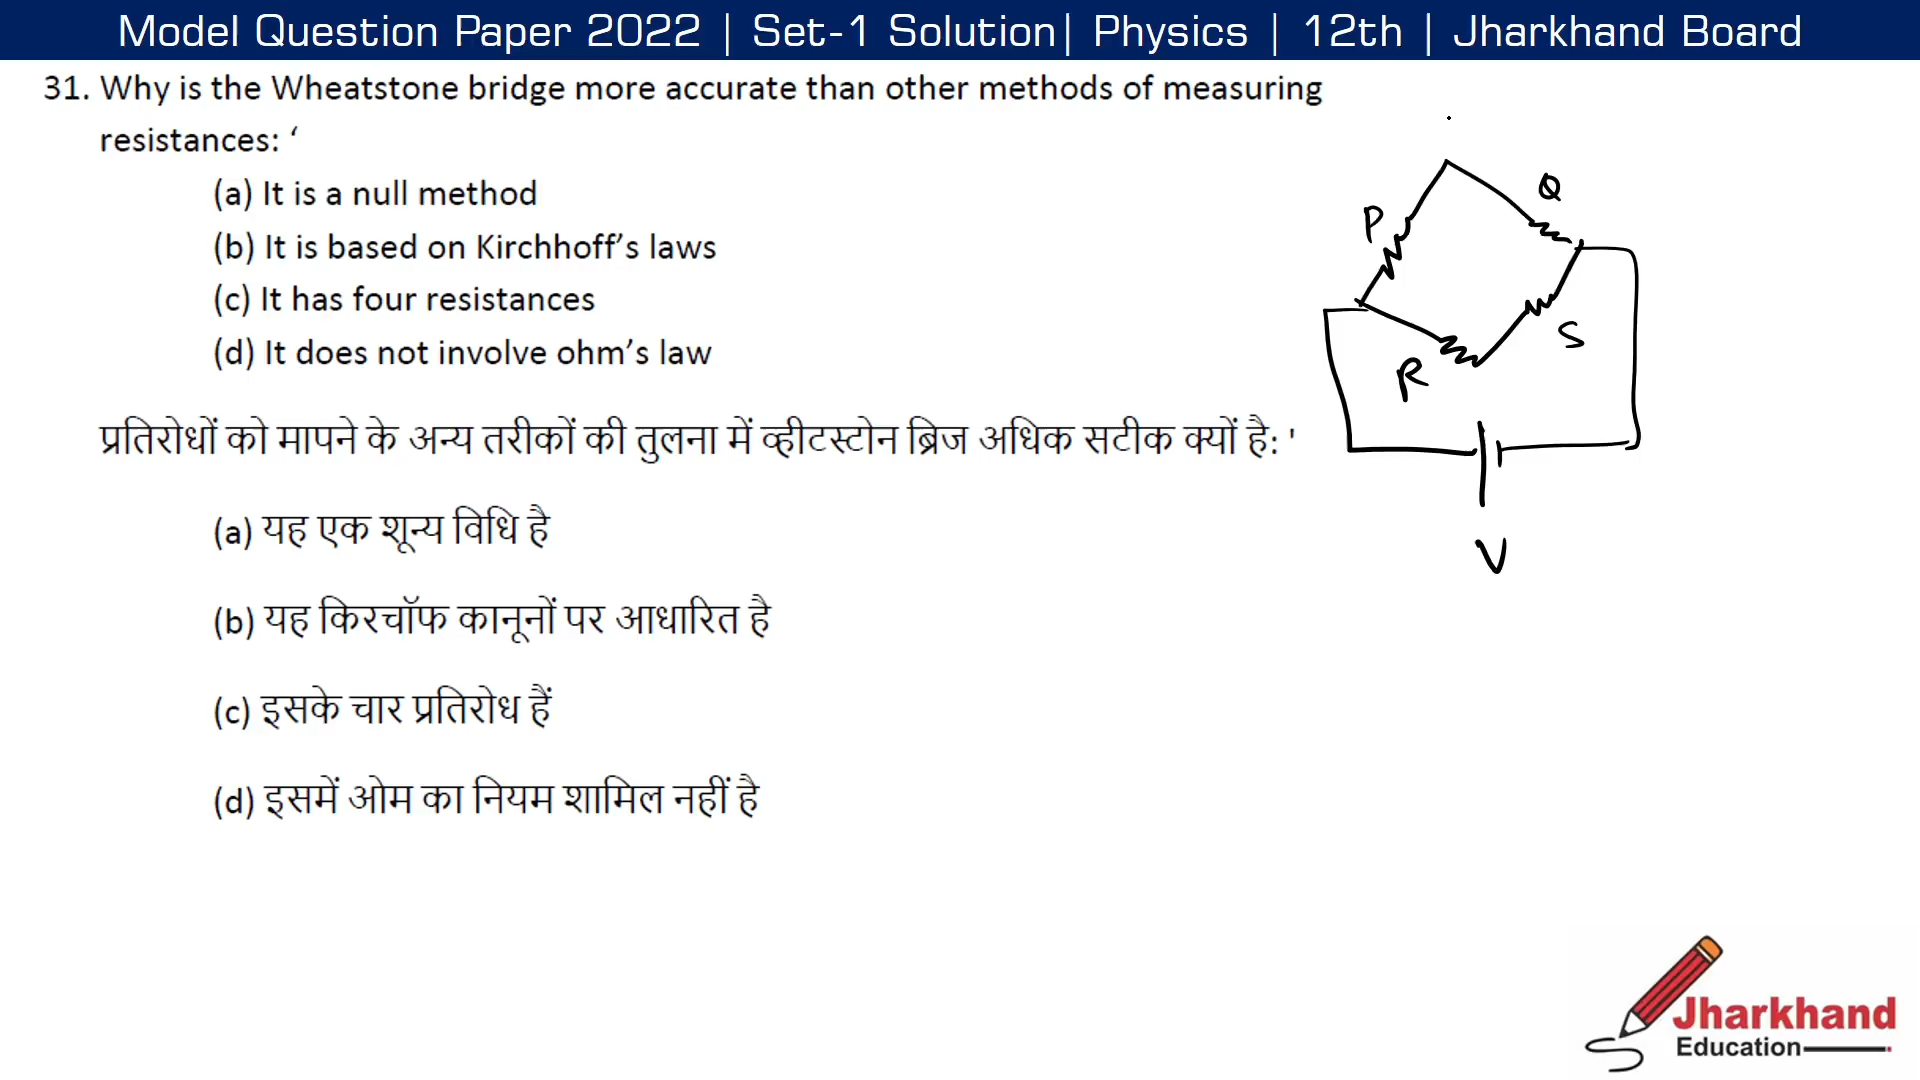 Model Question Paper 2022 | Set-1 Solution| Physics | 12th | Jharkhand Board
31. Why is the Wheatstone bridge more accurate than other methods of measuring
resistances: ‘
(a) It is a null method
(b) It is based on Kirchhoff’s laws
(c) It has four resistances
(d) It does not involve ohm’s law
प्रतिरोधों को मापने के अन्य तरीकों की तुलना में व्हीटस्टोन ब्रिज अधिक सटीक क्यों है: '
(a) यह एक शून्य विधि है
(b) यह किरचॉफ कानूनों पर आधारित है
(c) इसके चार प्रतिरोध हैं
(d) इसमें ओम का नियम शामिल नहीं है
P
Q
R
S
V
Jharkhand
Education